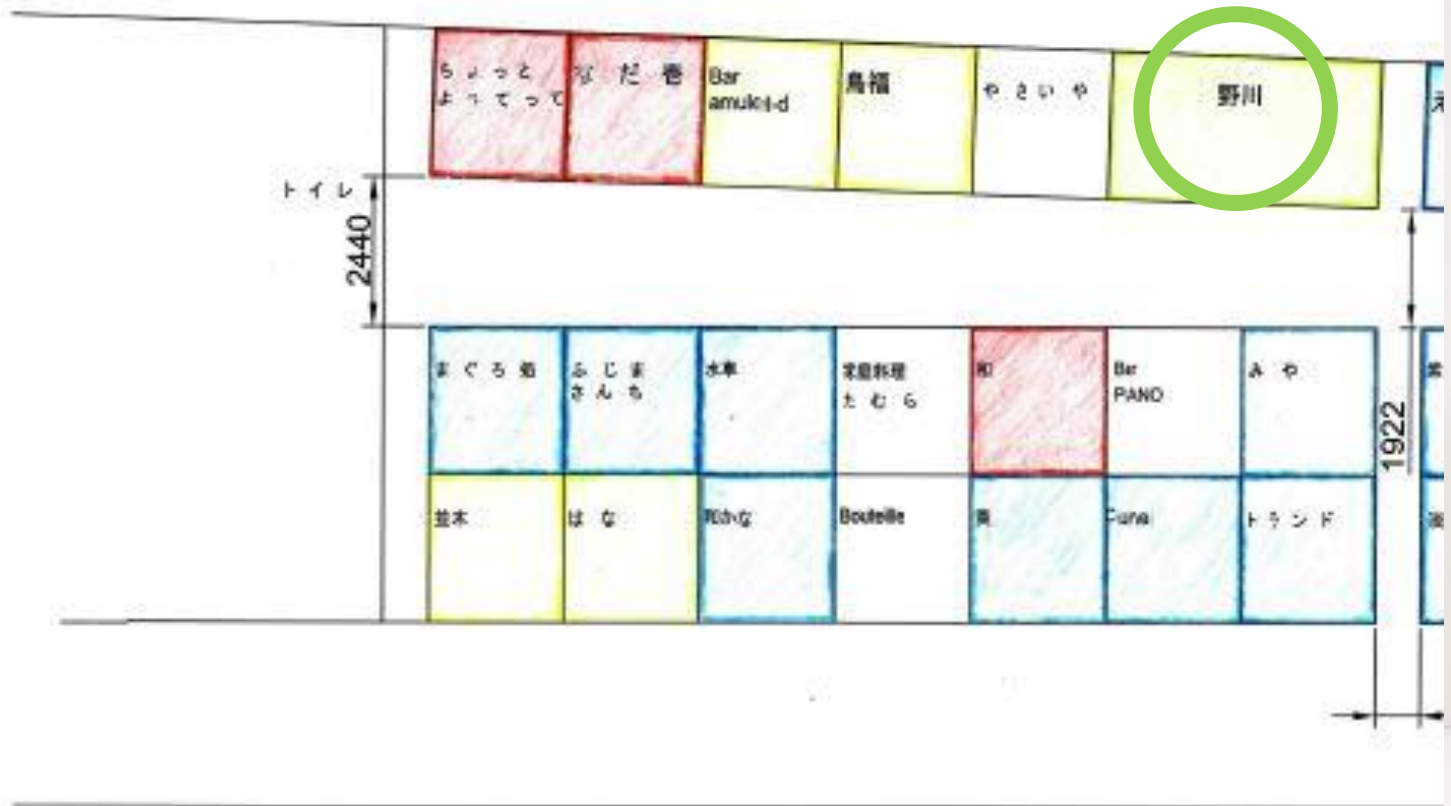 ちょっと
よってって
なだ壱
Bar
amulet-d
鳥福
やさいや
野川
トイレ
2440
まぐろ処
ふじま
さんち
水車
家庭料理
たむら
和
Bar
PANO
みや
1922
並木
はな
和かな
Bouteille
トランド